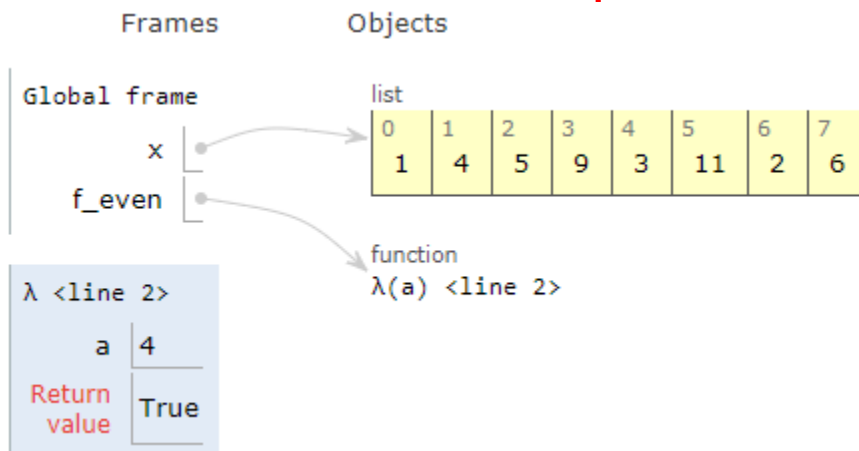 Frames Objects
Global frame
list
0 1 2 3 4 5 6 7
x
1 4 5 9 3 11 2 6
f_even
function
λ(a) <line 2>
λ <line 2>
a 4
Return
value True